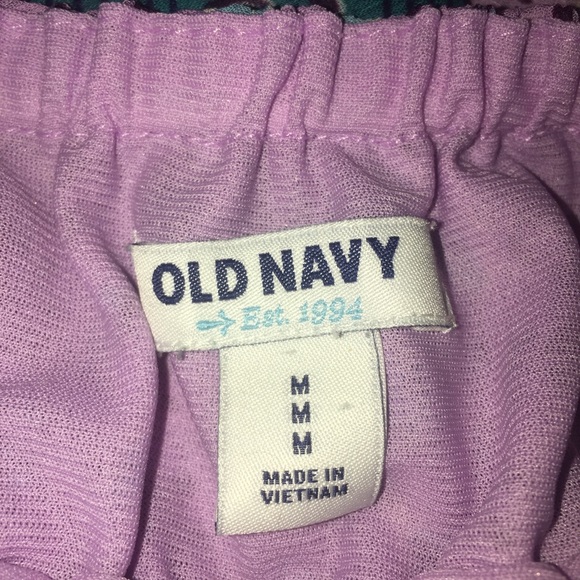 OLD NAVY
Est. 1994
M
M
M
MADE IN
VIETNAM